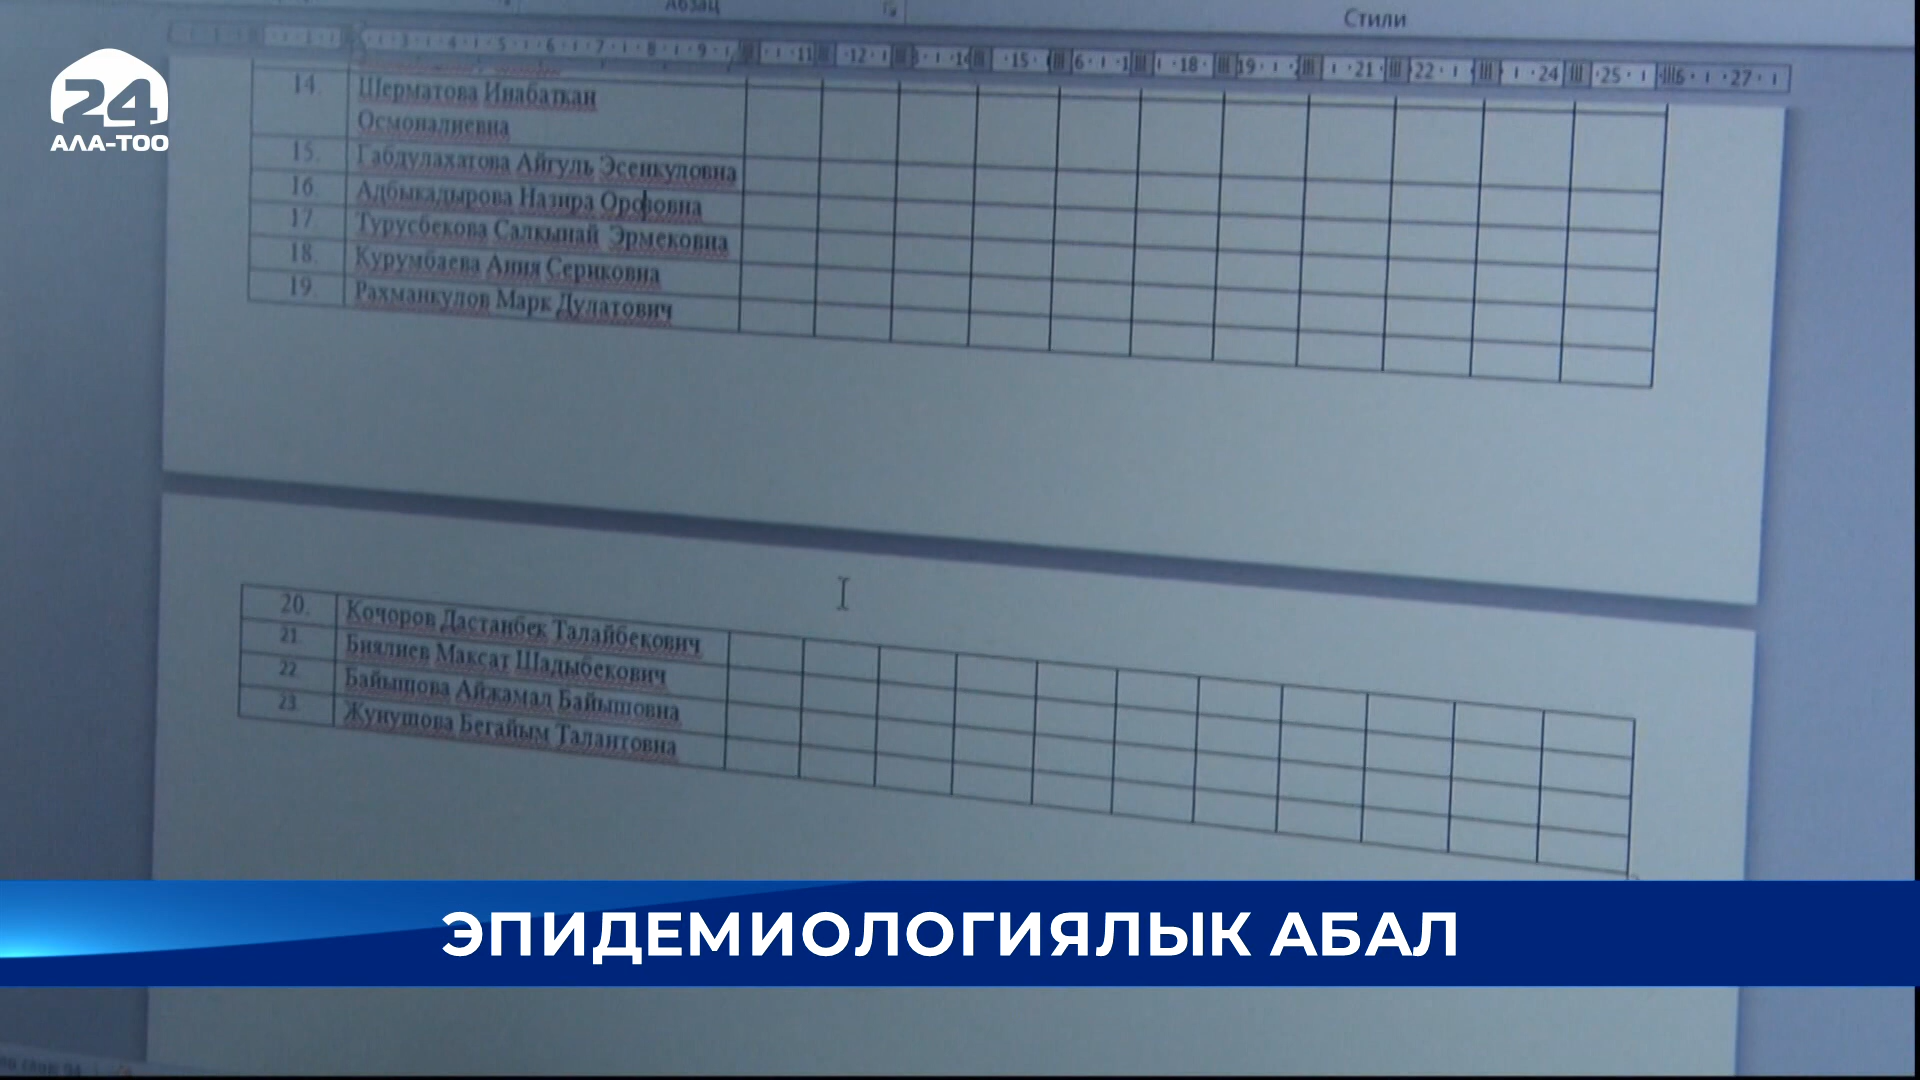 Абзац
Стили
24
АЛА-ТОО
14. Шерматова Инабаткан
Осмоналиевна
15. Габдулахатова Айгуль Эсенкуловна
16. Адбыкадырова Назира Орфовна
17. Турусбекова Салкынай Эрмековна
18. Курумбаева Ания Сериковна
19. Рахманкулов Марк Дулатович
20. Кочоров Дастанбек Талайбекович
21. Биялиев Максат Шадыбекович
22. Байышова Айжамал Байышовна
23. Жунушова Бегайым Талантовна
ЭПИДЕМИОЛОГИЯЛЫК АБАЛ